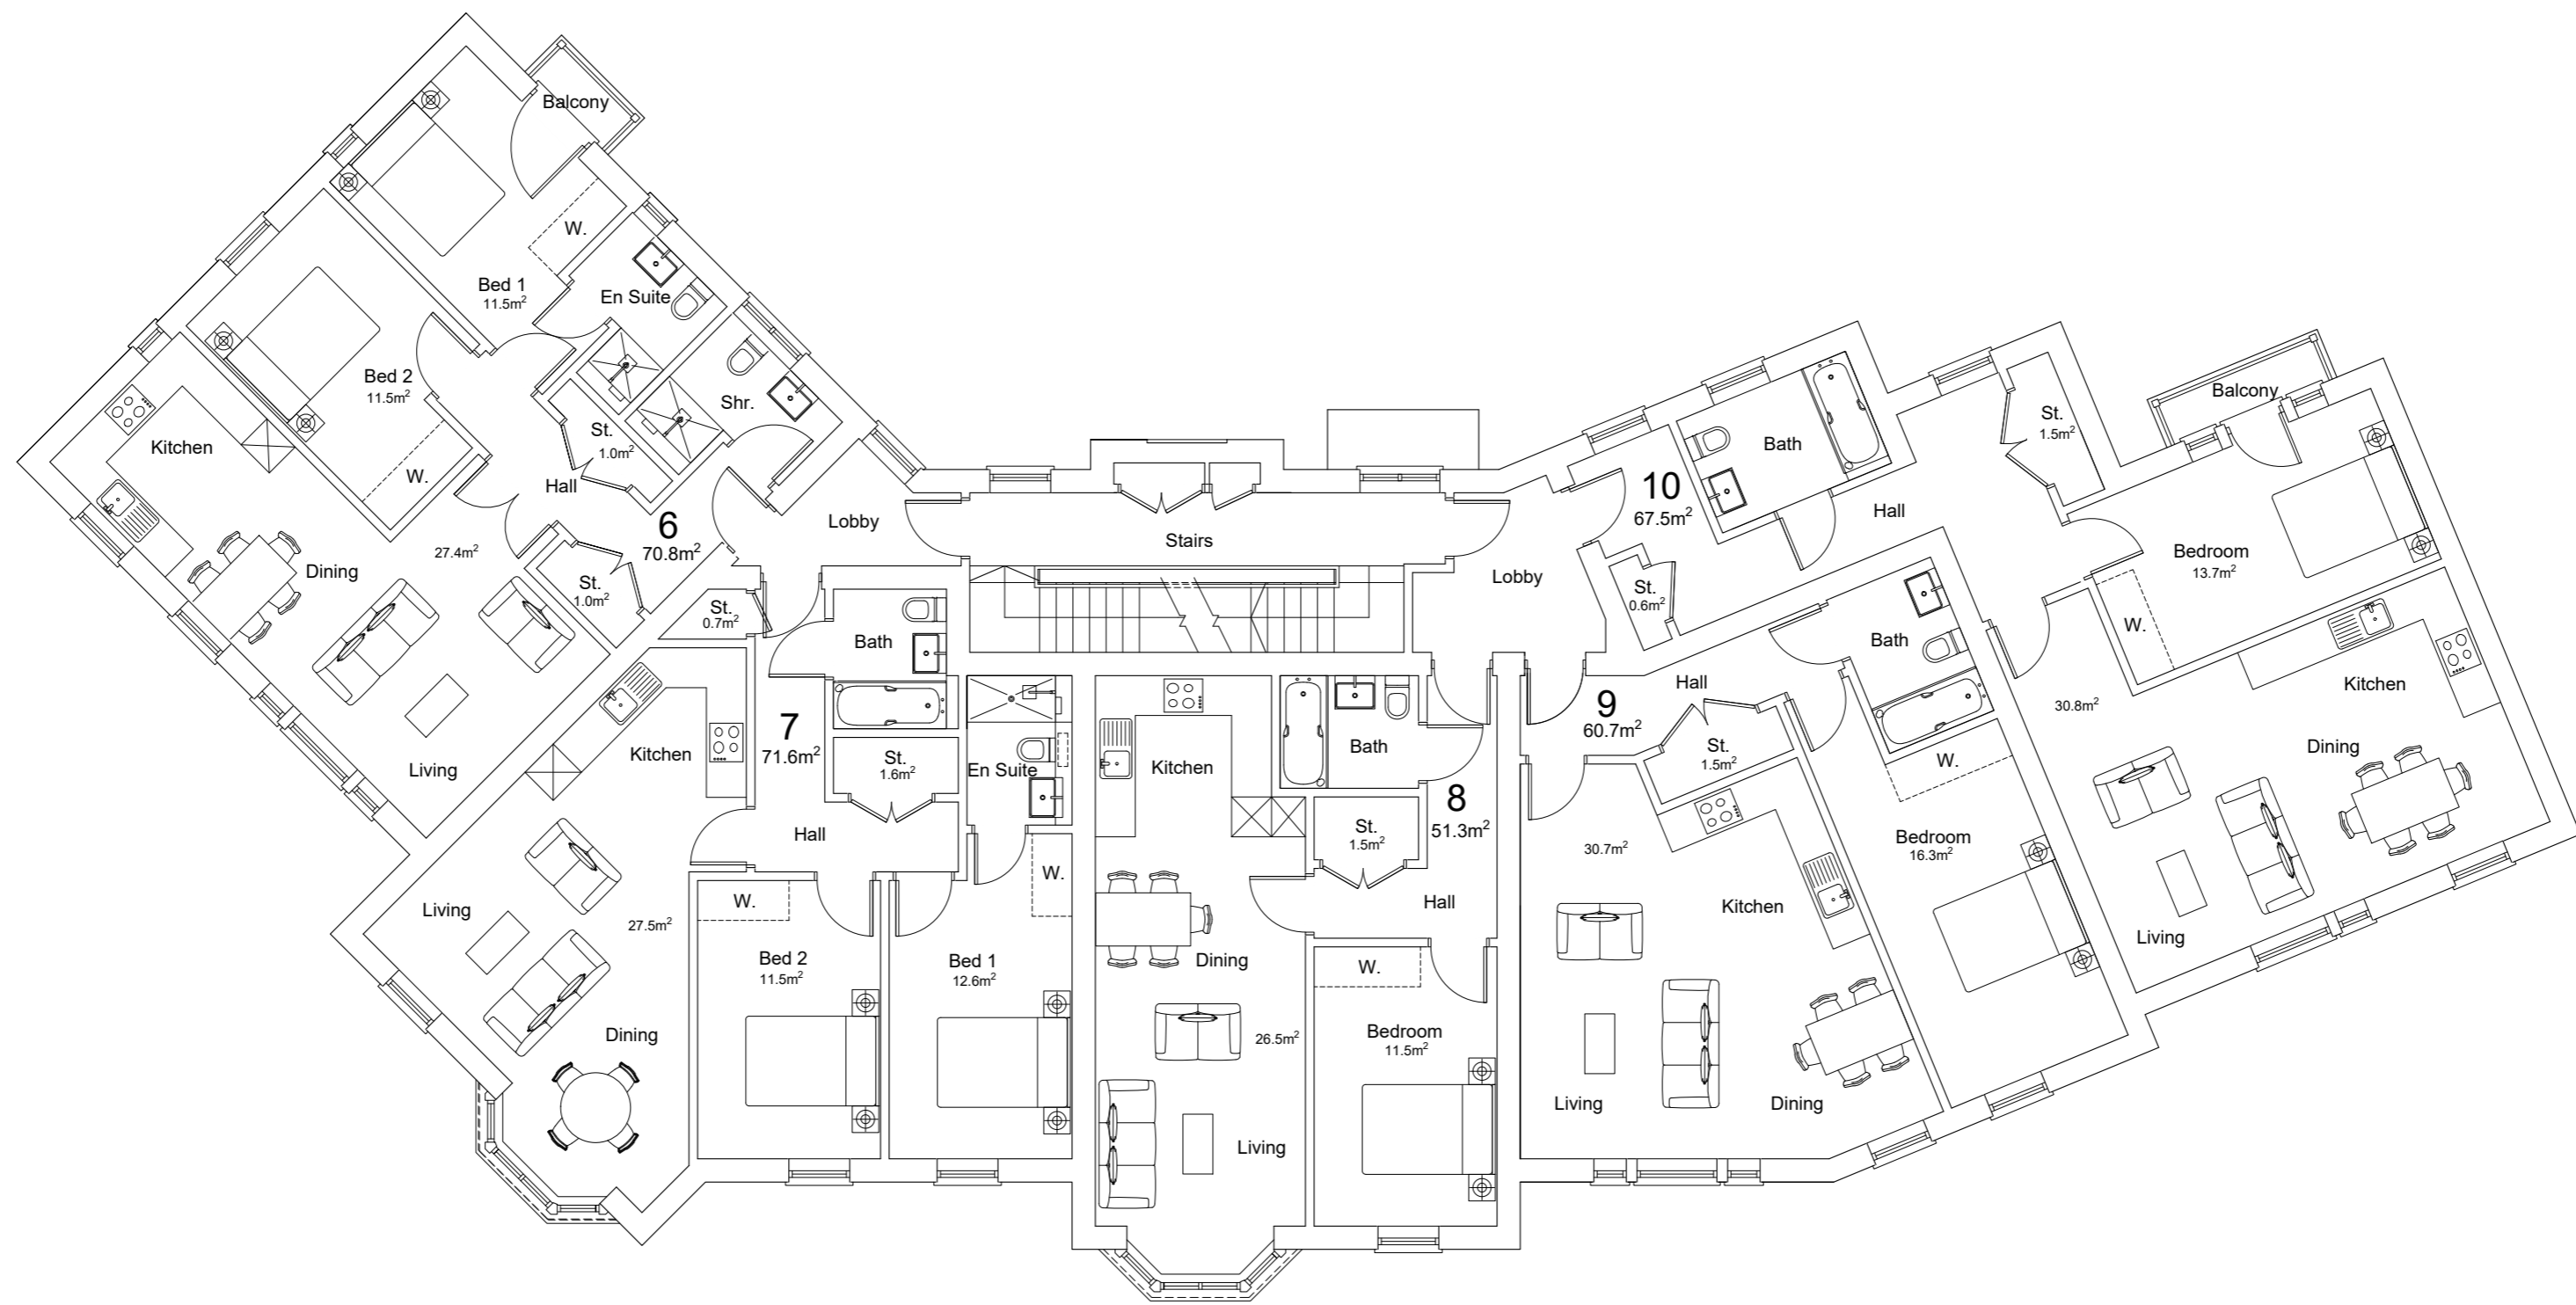 Balcony
W.
Bed 1
11.5m²
En Suite
Bed 2
11.5m²
W.
Shr.
St.
1.0m²
Kitchen
Hall
6
70.8m²
27.4m²
Dining
St.
1.0m²
Living
Lobby
Stairs
Lobby
St.
0.7m²
Bath
7
71.6m²
Kitchen
St.
1.6m²
En Suite
Hall
Living
27.5m²
W.
W.
Bed 2
11.5m²
Bed 1
12.6m²
Dining
Kitchen
Bath
8
51.3m²
St.
1.5m²
Hall
Dining
W.
26.5m²
Bedroom
11.5m²
Living
9
60.7m²
Hall
Bath
St.
1.5m²
W.
30.7m²
Bedroom
16.3m²
Kitchen
Living
Dining
10
67.5m²
Bath
St.
0.6m²
Hall
St.
1.5m²
Balcony
Bedroom
13.7m²
W.
Kitchen
30.8m²
Dining
Living